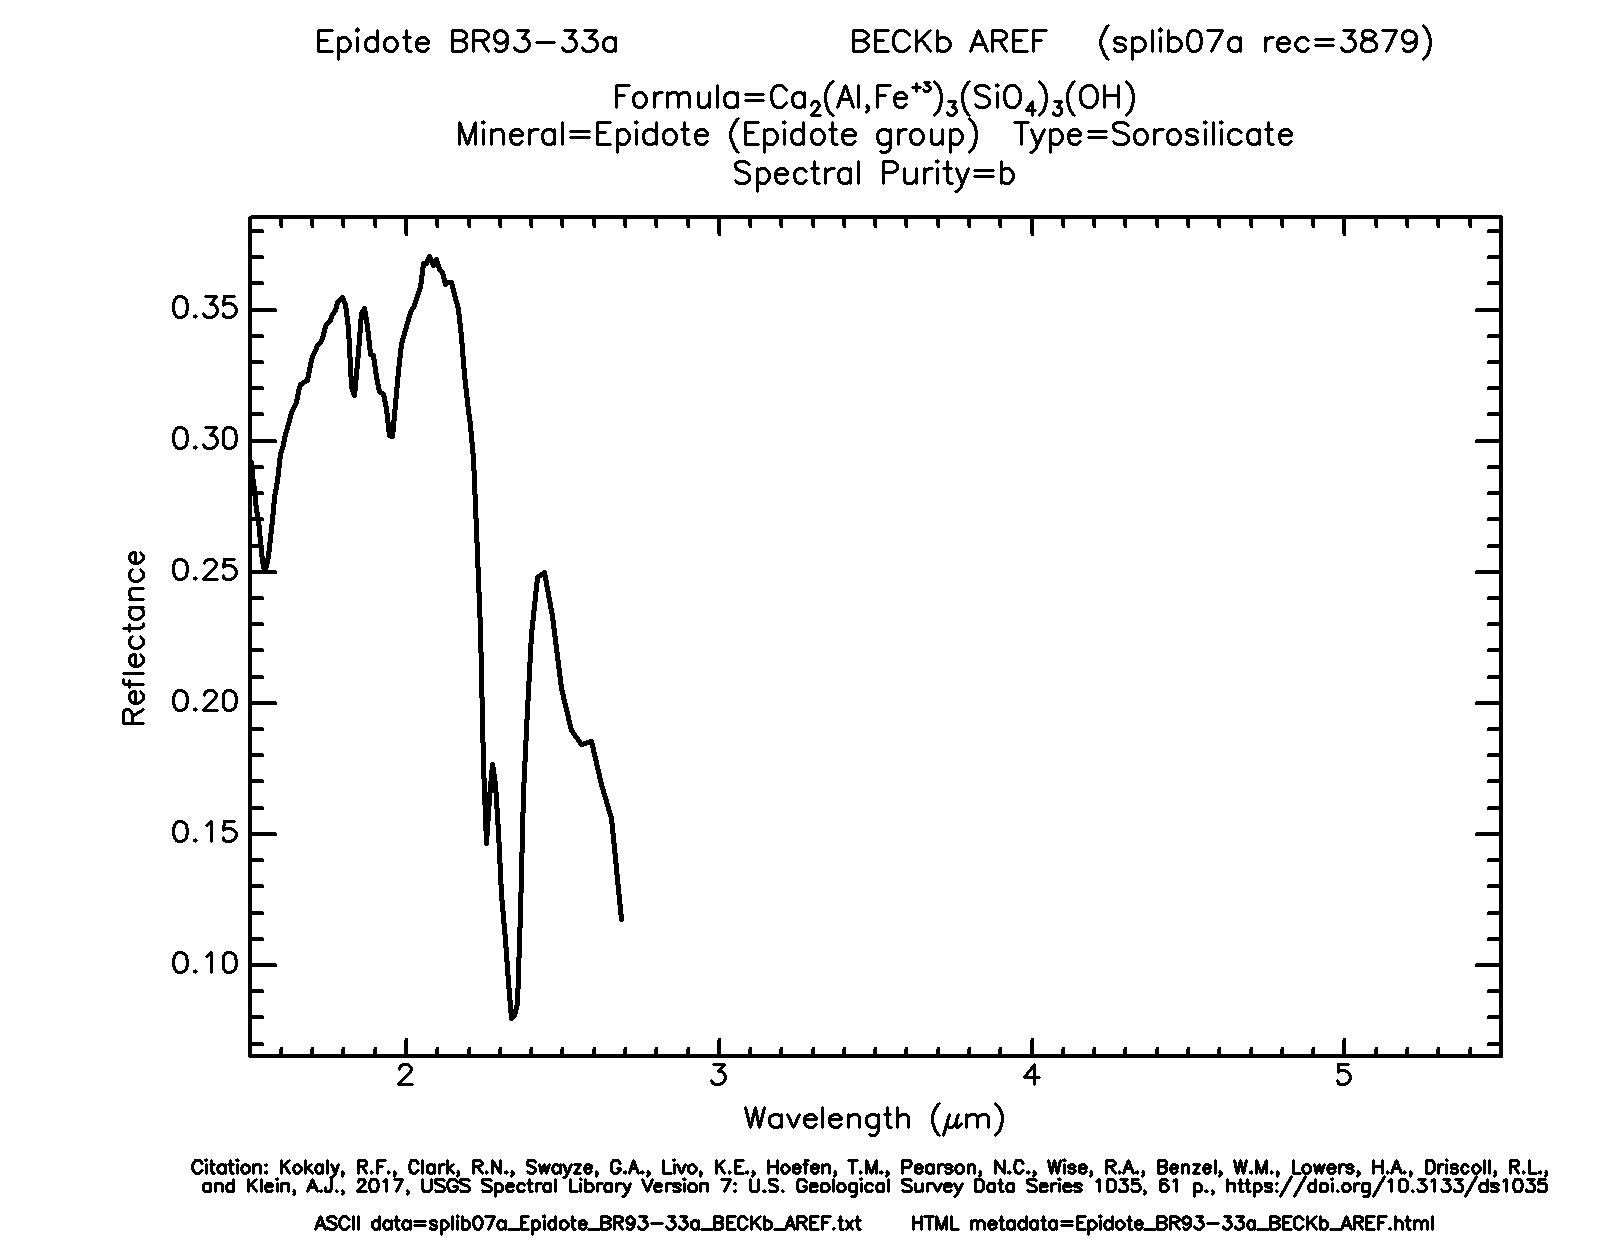 Epidote BR93-33a BECKb AREF (splib07a rec=3879)
Formula=Ca₂(Al,Fe⁺³)₃(SiO₄)₃(OH)
Mineral=Epidote (Epidote group) Type=Sorosilicate
Spectral Purity=b
0.35
0.30
0.25
0.20
0.15
0.10
Reflectance
2 3 4 5
Wavelength (μm)
Citation: Kokaly, R.F., Clark, R.N., Swayze, G.A., Livo, K.E., Hoefen, T.M., Pearson, N.C., Wise, R.A., Benzel, W.M., Lowers, H.A., Driscoll, R.L.,
and Klein, A.J., 2017, USGS Spectral Library Version 7: U.S. Geological Survey Data Series 1035, 61 p., https://doi.org/10.3133/ds1035
ASCII data=splib07a_Epidote_BR93-33a_BECKb_AREF.txt HTML metadata=Epidote_BR93-33a_BECKb_AREF.html